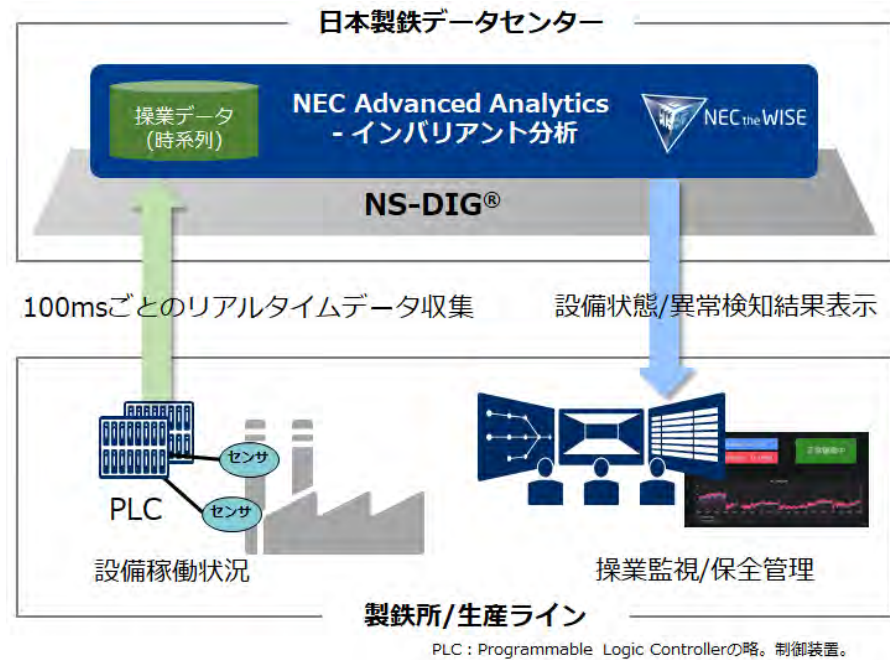 日本製鉄データセンター
操業データ
(時系列)
NEC Advanced Analytics
- インバリアント分析
NEC the WISE
NS-DIG®
100msごとのリアルタイムデータ収集
設備状態/異常検知結果表示
センサ
センサ
PLC
設備稼働状況
操業監視/保全管理
製鉄所/生産ライン
PLC：Programmable Logic Controllerの略。制御装置。